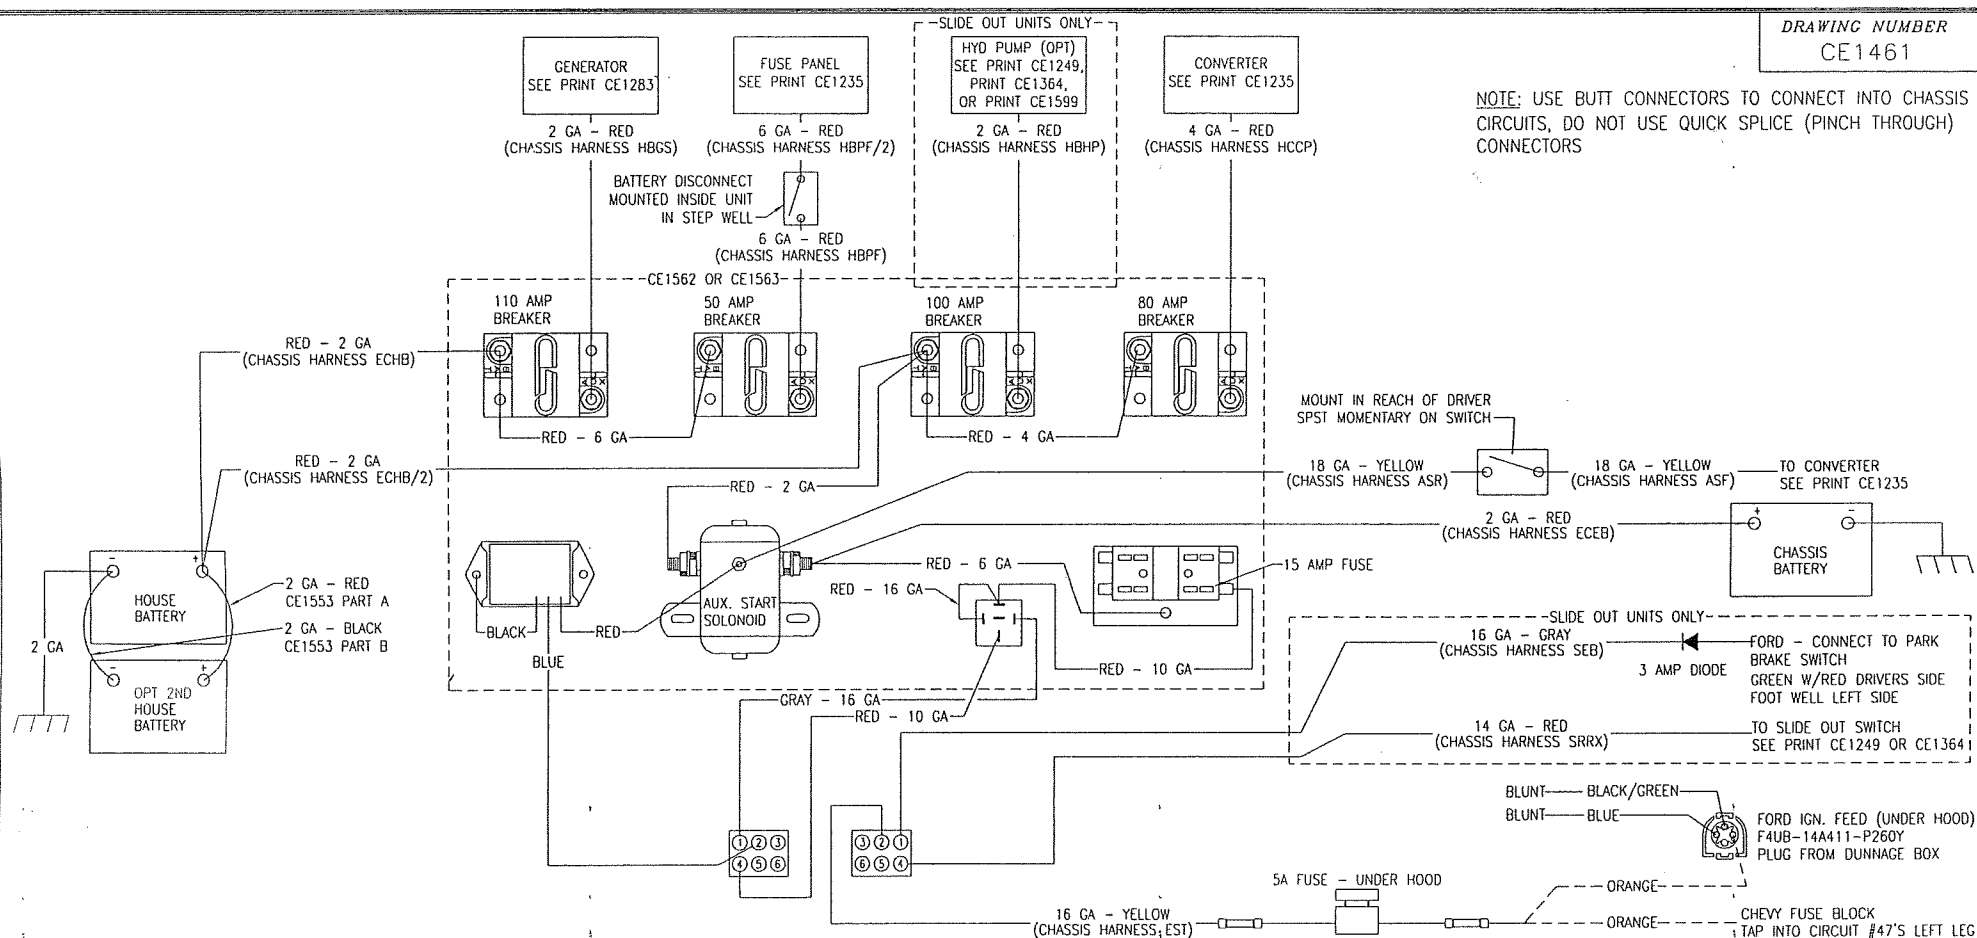 DRAWING NUMBER
CE1461
NOTE: USE BUTT CONNECTORS TO CONNECT INTO CHASSIS
CIRCUITS, DO NOT USE QUICK SPLICE (PINCH THROUGH)
CONNECTORS
SLIDE OUT UNITS ONLY
GENERATOR
SEE PRINT CE1283
FUSE PANEL
SEE PRINT CE1235
HYD PUMP (OPT)
SEE PRINT CE1249,
PRINT CE1364,
OR PRINT CE1599
CONVERTER
SEE PRINT CE1235
2 GA - RED
(CHASSIS HARNESS HBGS)
6 GA - RED
(CHASSIS HARNESS HBPF/2)
2 GA - RED
(CHASSIS HARNESS HBHP)
4 GA - RED
(CHASSIS HARNESS HCCP)
BATTERY DISCONNECT
MOUNTED INSIDE UNIT
IN STEP WELL
6 GA - RED
(CHASSIS HARNESS HBPF)
CE1562 OR CE1563
110 AMP
BREAKER
50 AMP
BREAKER
100 AMP
BREAKER
80 AMP
BREAKER
RED - 2 GA
(CHASSIS HARNESS ECHB)
RED - 6 GA
RED - 4 GA
MOUNT IN REACH OF DRIVER
SPST MOMENTARY ON SWITCH
RED - 2 GA
(CHASSIS HARNESS ECHB/2)
RED - 2 GA
18 GA - YELLOW
(CHASSIS HARNESS ASR)
18 GA - YELLOW
(CHASSIS HARNESS ASF)
TO CONVERTER
SEE PRINT CE1235
2 GA - RED
(CHASSIS HARNESS ECEB)
+ -
CHASSIS
BATTERY
- +
HOUSE
BATTERY
2 GA - RED
CE1553 PART A
2 GA - BLACK
CE1553 PART B
2 GA
- +
OPT 2ND
HOUSE
BATTERY
BLACK
RED
BLUE
AUX. START
SOLONOID
RED - 6 GA
RED - 16 GA
15 AMP FUSE
RED - 10 GA
GRAY - 16 GA
RED - 10 GA
SLIDE OUT UNITS ONLY
16 GA - GRAY
(CHASSIS HARNESS SEB)
3 AMP DIODE
FORD - CONNECT TO PARK
BRAKE SWITCH
GREEN W/RED DRIVERS SIDE
FOOT WELL LEFT SIDE
14 GA - RED
(CHASSIS HARNESS SRRX)
TO SLIDE OUT SWITCH
SEE PRINT CE1249 OR CE1364
1 2 3
4 5 6
3 2 1
6 5 4
BLUNT BLACK/GREEN
BLUNT BLUE
FORD IGN. FEED (UNDER HOOD)
F4UB-14A411-P260Y
PLUG FROM DUNNAGE BOX
5A FUSE - UNDER HOOD
ORANGE
16 GA - YELLOW
(CHASSIS HARNESS EST)
ORANGE
CHEVY FUSE BLOCK
TAP INTO CIRCUIT #47'S LEFT LEG